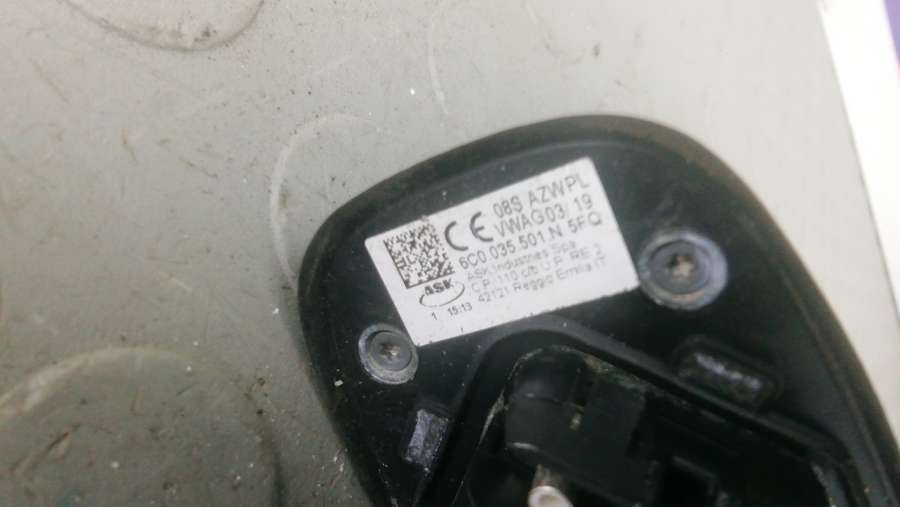 08S AZWPL
CE VWAG03/19
6C0 035 501 N 5FQ
ASK Industries Spa
C.P. 110 c/o U.P. RE 2
42121 Reggio Emilia IT
ASK
1 15:13